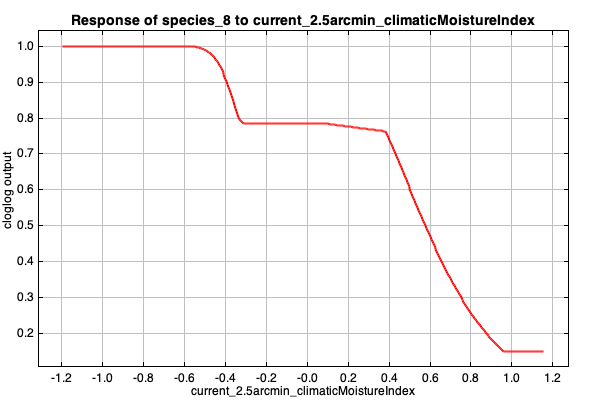 Response of species_8 to current_2.5arcmin_climaticMoistureIndex
1.0
0.9
0.8
0.7
0.6
0.5
0.4
0.3
0.2
cloglog output
-1.2 -1.0 -0.8 -0.6 -0.4 -0.2 0.0 0.2 0.4 0.6 0.8 1.0 1.2
current_2.5arcmin_climaticMoistureIndex